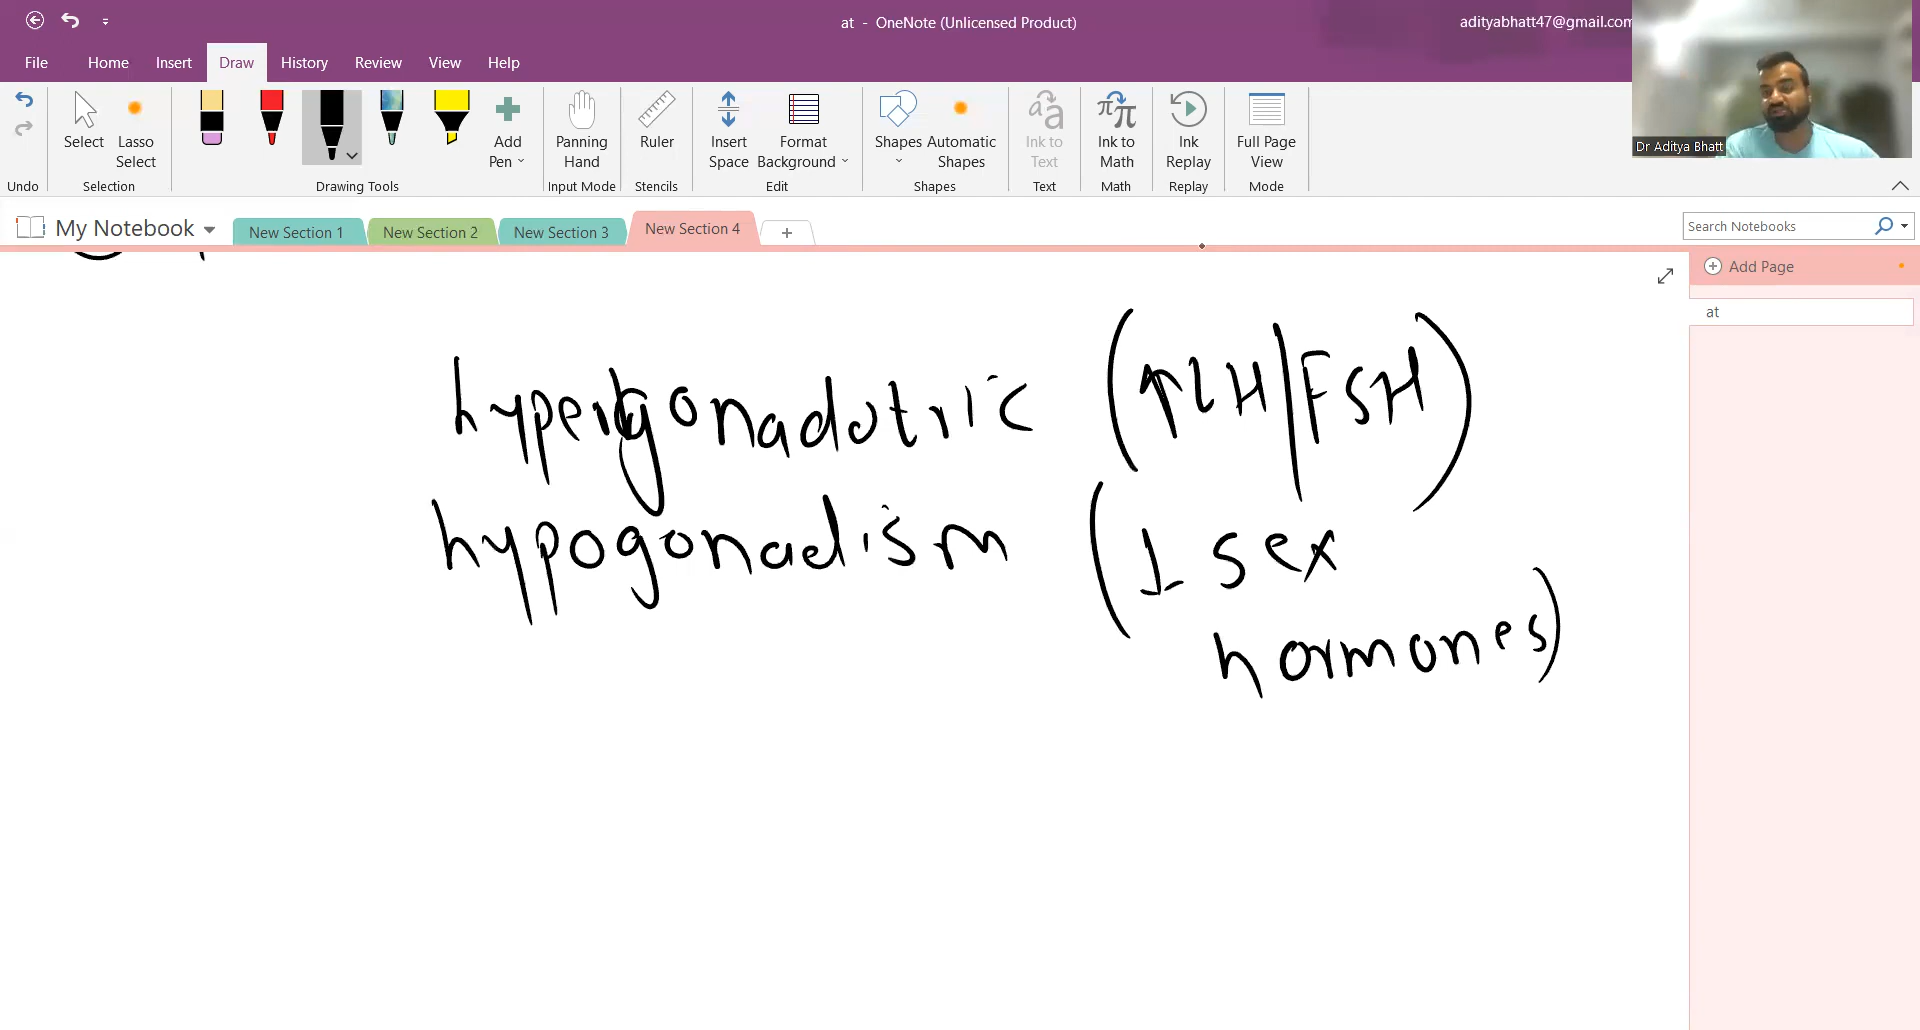 at - OneNote (Unlicensed Product)
adityabhatt47@gmail.com
File Home Insert Draw History Review View Help
Select
Lasso Select
Add Pen
Panning Hand
Ruler
Insert Space
Format Background
Shapes
Automatic Shapes
Ink to Text
Ink to Math
Ink Replay
Full Page View
Dr Aditya Bhatt
Undo Selection Drawing Tools Input Mode Stencils Edit Shapes Text Math Replay Mode
My Notebook New Section 1 New Section 2 New Section 3 New Section 4 +
Search Notebooks
Add Page
at
hypergonadotric (↑LH|FSH)
hypogonadism (↓ sex
hormones)